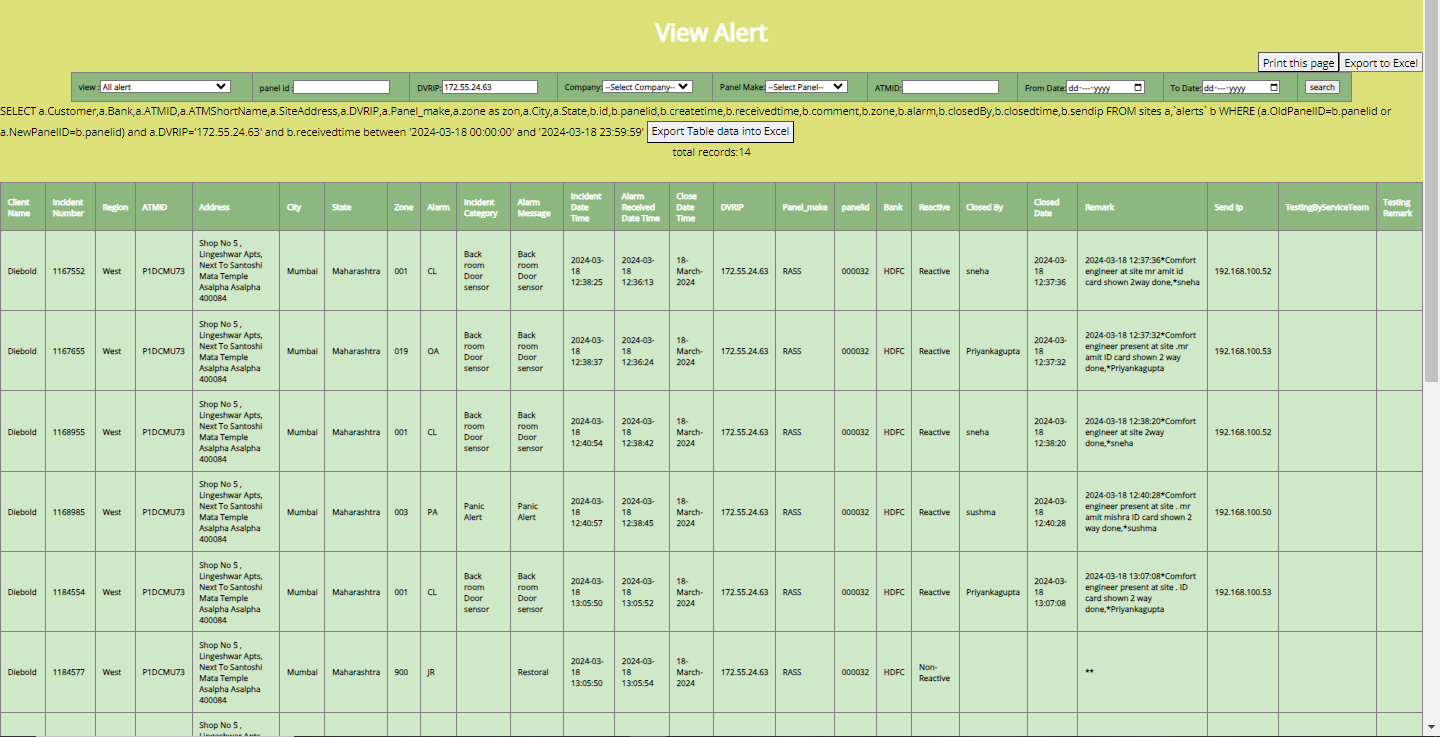 View Alert
Print this page Export to Excel
view : All alert panel id : DVRIP: 172.55.24.63 Company: --Select Company-- Panel Make: --Select Panel-- ATMID: From Date: dd-----yyyy To Date: dd-----yyyy search
SELECT a.Customer,a.Bank,a.ATMID,a.ATMShortName,a.SiteAddress,a.DVRIP,a.Panel_make,a.zone as zon,a.City,a.State,b.id,b.panelid,b.createtime,b.receivedtime,b.comment,b.zone,b.alarm,b.closedBy,b.closedtime,b.sendip FROM sites a,`alerts` b WHERE (a.OldPanelID=b.panelid or
a.NewPanelID=b.panelid) and a.DVRIP='172.55.24.63' and b.receivedtime between '2024-03-18 00:00:00' and '2024-03-18 23:59:59' Export Table data into Excel
total records:14
Client Name Incident Number Region ATMID Address City State Zone Alarm Incident Category Alarm Message Incident Date Time Alarm Received Date Time Close Date Time DVRIP Panel_make panelid Bank Reactive Closed By Closed Date Remark Send Ip TestingByServiceTeam Testing Remark
Diebold 1167552 West P1DCMU73 Shop No 5 , Lingeshwar Apts, Next To Santoshi Mata Temple Asalpha Asalpha 400084 Mumbai Maharashtra 001 CL Back room Door sensor Back room Door sensor 2024-03-18 12:38:25 2024-03-18 12:36:13 18-March-2024 172.55.24.63 RASS 000032 HDFC Reactive sneha 2024-03-18 12:37:36 2024-03-18 12:37:36*Comfort engineer at site mr amit id card shown 2way done,*sneha 192.168.100.52
Diebold 1167655 West P1DCMU73 Shop No 5 , Lingeshwar Apts, Next To Santoshi Mata Temple Asalpha Asalpha 400084 Mumbai Maharashtra 019 OA Back room Door sensor Back room Door sensor 2024-03-18 12:38:37 2024-03-18 12:36:24 18-March-2024 172.55.24.63 RASS 000032 HDFC Reactive Priyankagupta 2024-03-18 12:37:32 2024-03-18 12:37:32*Comfort engineer present at site .mr amit ID card shown 2 way done,*Priyankagupta 192.168.100.53
Diebold 1168955 West P1DCMU73 Shop No 5 , Lingeshwar Apts, Next To Santoshi Mata Temple Asalpha Asalpha 400084 Mumbai Maharashtra 001 CL Back room Door sensor Back room Door sensor 2024-03-18 12:40:54 2024-03-18 12:38:42 18-March-2024 172.55.24.63 RASS 000032 HDFC Reactive sneha 2024-03-18 12:38:20 2024-03-18 12:38:20*Comfort engineer at site 2way done,*sneha 192.168.100.52
Diebold 1168985 West P1DCMU73 Shop No 5 , Lingeshwar Apts, Next To Santoshi Mata Temple Asalpha Asalpha 400084 Mumbai Maharashtra 003 PA Panic Alert Panic Alert 2024-03-18 12:40:57 2024-03-18 12:38:45 18-March-2024 172.55.24.63 RASS 000032 HDFC Reactive sushma 2024-03-18 12:40:28 2024-03-18 12:40:28*Comfort engineer present at site . mr amit mishra ID card shown 2 way done,*sushma 192.168.100.50
Diebold 1184554 West P1DCMU73 Shop No 5 , Lingeshwar Apts, Next To Santoshi Mata Temple Asalpha Asalpha 400084 Mumbai Maharashtra 001 CL Back room Door sensor Back room Door sensor 2024-03-18 13:05:50 2024-03-18 13:05:52 18-March-2024 172.55.24.63 RASS 000032 HDFC Reactive Priyankagupta 2024-03-18 13:07:08 2024-03-18 13:07:08*Comfort engineer present at site . ID card shown 2 way done,*Priyankagupta 192.168.100.53
Diebold 1184577 West P1DCMU73 Shop No 5 , Lingeshwar Apts, Next To Santoshi Mata Temple Asalpha Asalpha 400084 Mumbai Maharashtra 900 JR Restoral 2024-03-18 13:05:50 2024-03-18 13:05:54 18-March-2024 172.55.24.63 RASS 000032 HDFC Non-Reactive **
Shop No 5 ,